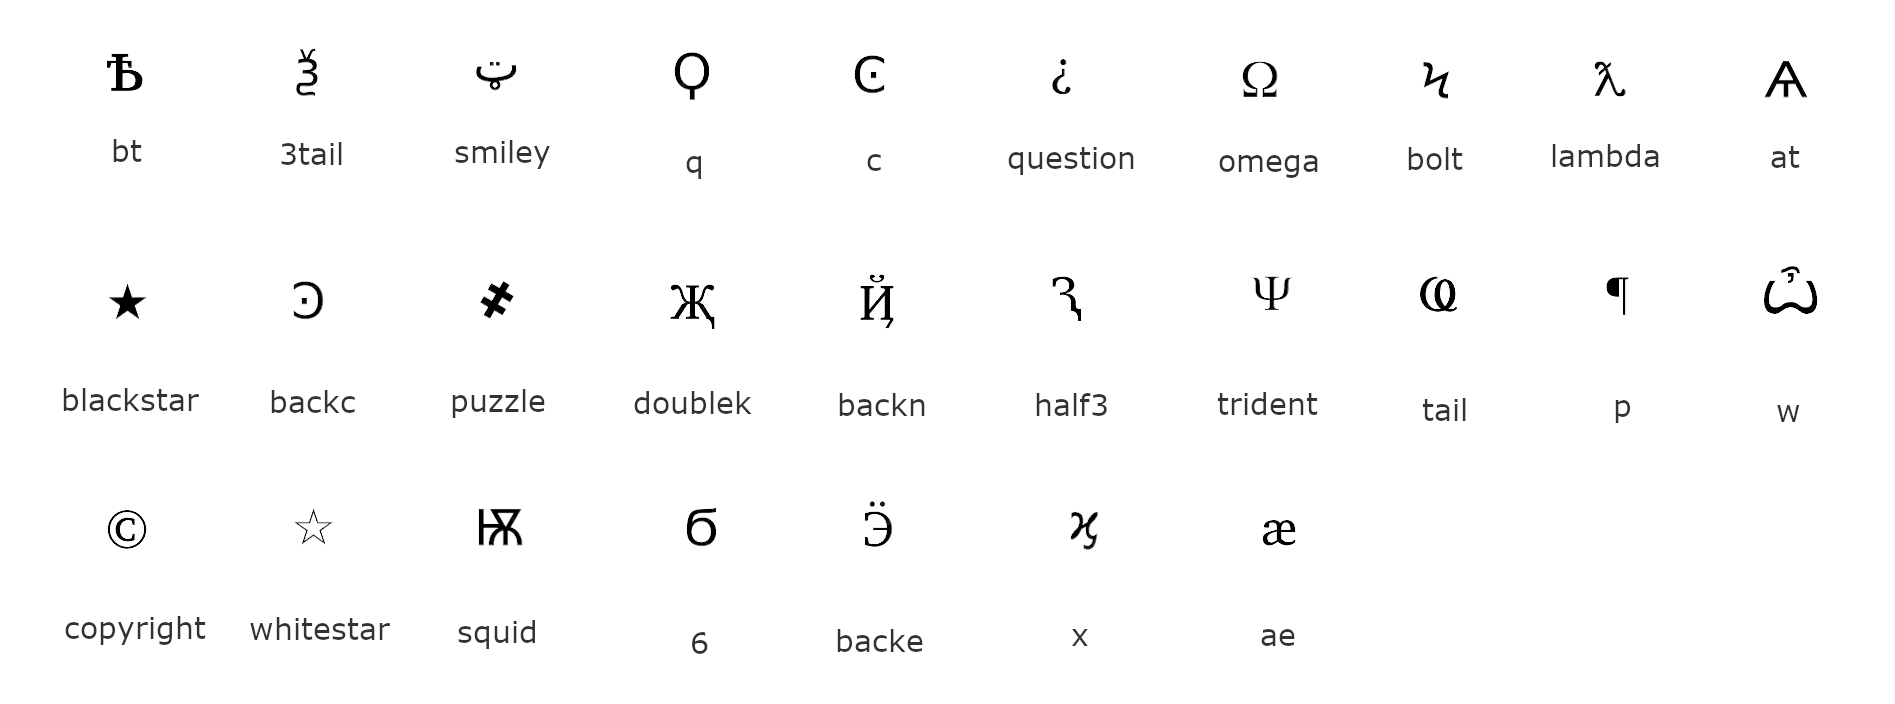 Ѣ Ѯ ټ Ϙ Ͼ ¿ Ω Ϟ ƛ Ѧ
bt 3tail smiley q c question omega bolt lambda at
★ Ͽ ҂ Җ Ҋ Ԇ Ψ Ҩ ¶ Ѽ
blackstar backc puzzle doublek backn half3 trident tail p w
© ☆ Ѭ б Ӭ ϗ æ
copyright whitestar squid 6 backe x ae